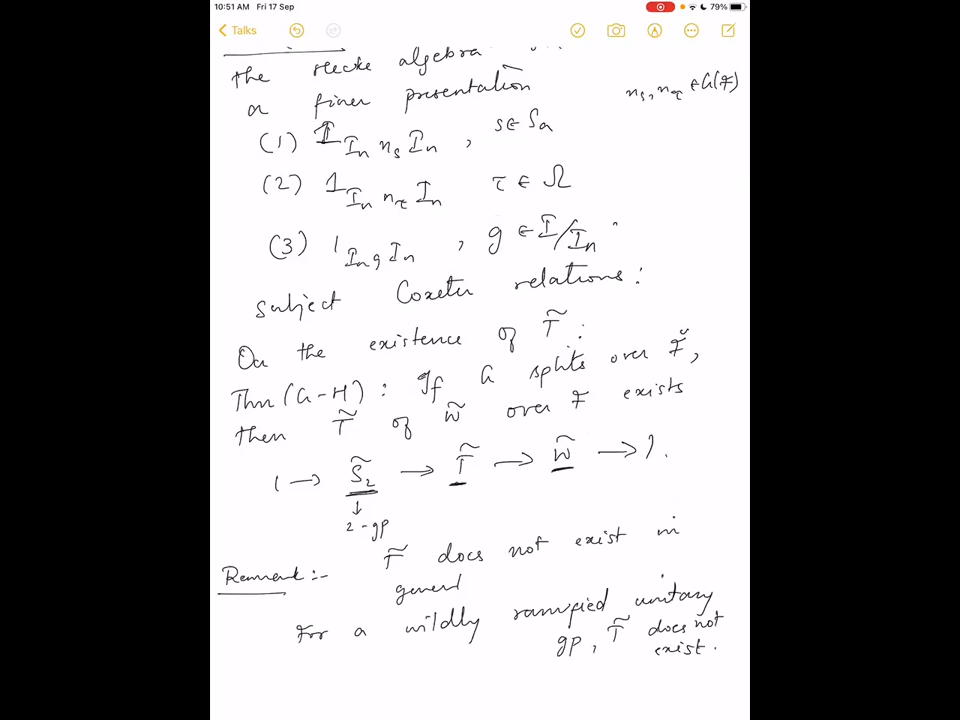 10:51 AM Fri 17 Sep
79%
Talks
the Hecke algebra
a finer presentation
n_s, n_τ ∈ G(F)
(1) 1_{I_n n_s I_n}, s ∈ S_a
(2) 1_{I_n n_τ I_n} τ ∈ Ω
(3) 1_{I_n g I_n}, g ∈ I/I_n
subject Coxeter relations:
On the existence of T̃:
Thm (G-H): If G splits over F̆,
then T̃ of W̃ over F exists
1 → S̃_2 → T̃ → W̃ → 1.
↓
2-gp
Remark:- T̃ does not exist in
general
For a wildly ramified unitary
gp, T̃ does not
exist.